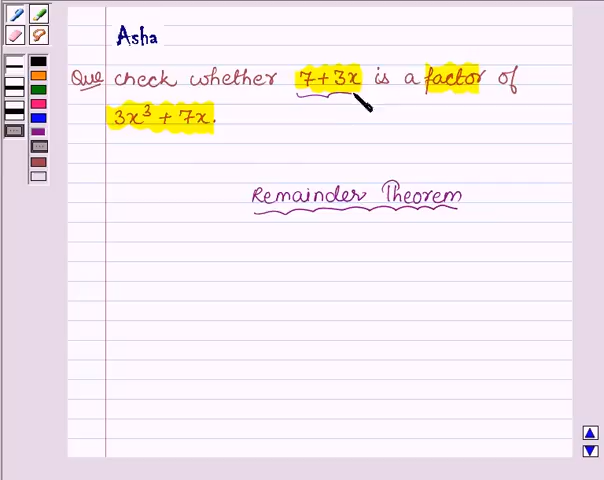 Asha
Que check whether 7 + 3x is a factor of
3x³ + 7x.
Remainder Theorem